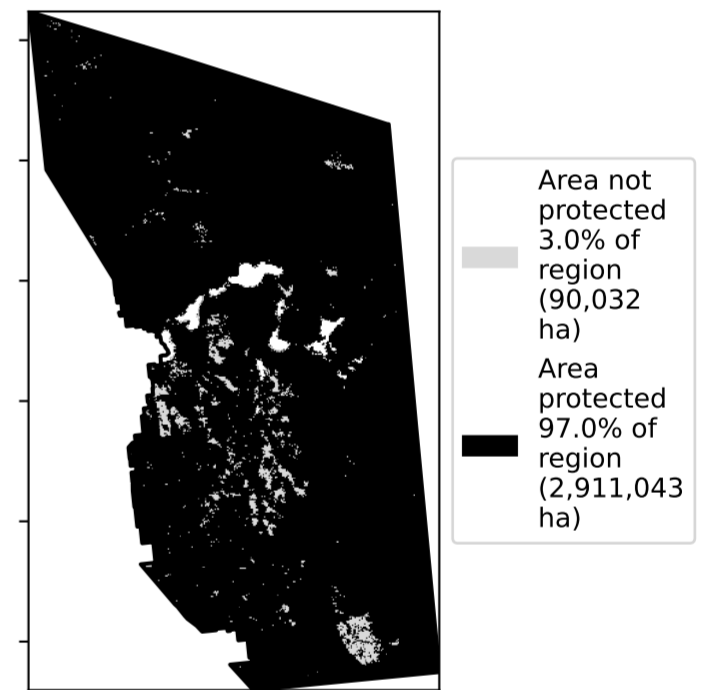 Area not
protected
3.0% of
region
(90,032
ha)
Area
protected
97.0% of
region
(2,911,043
ha)